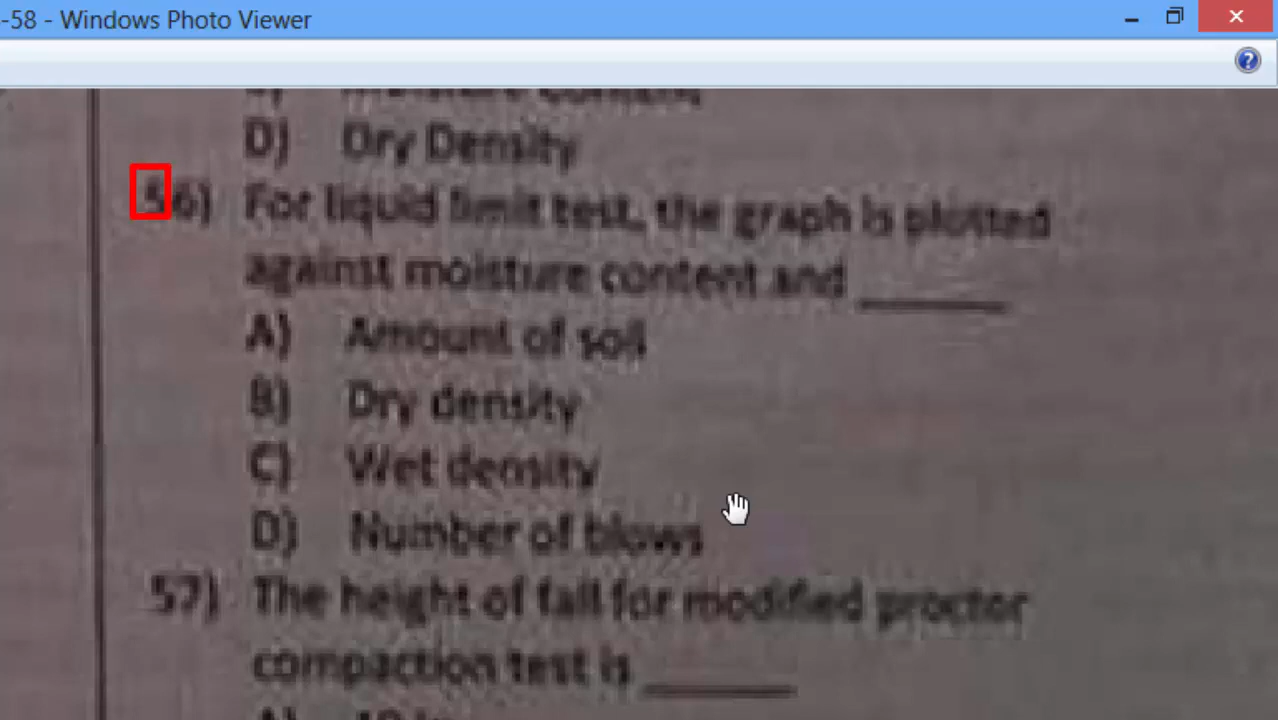 -58 - Windows Photo Viewer
D) Dry Density
56) For liquid limit test, the graph is plotted
against moisture content and ______
A) Amount of soil
B) Dry density
C) Wet density
D) Number of blows
57) The height of fall for modified proctor
compaction test is ______